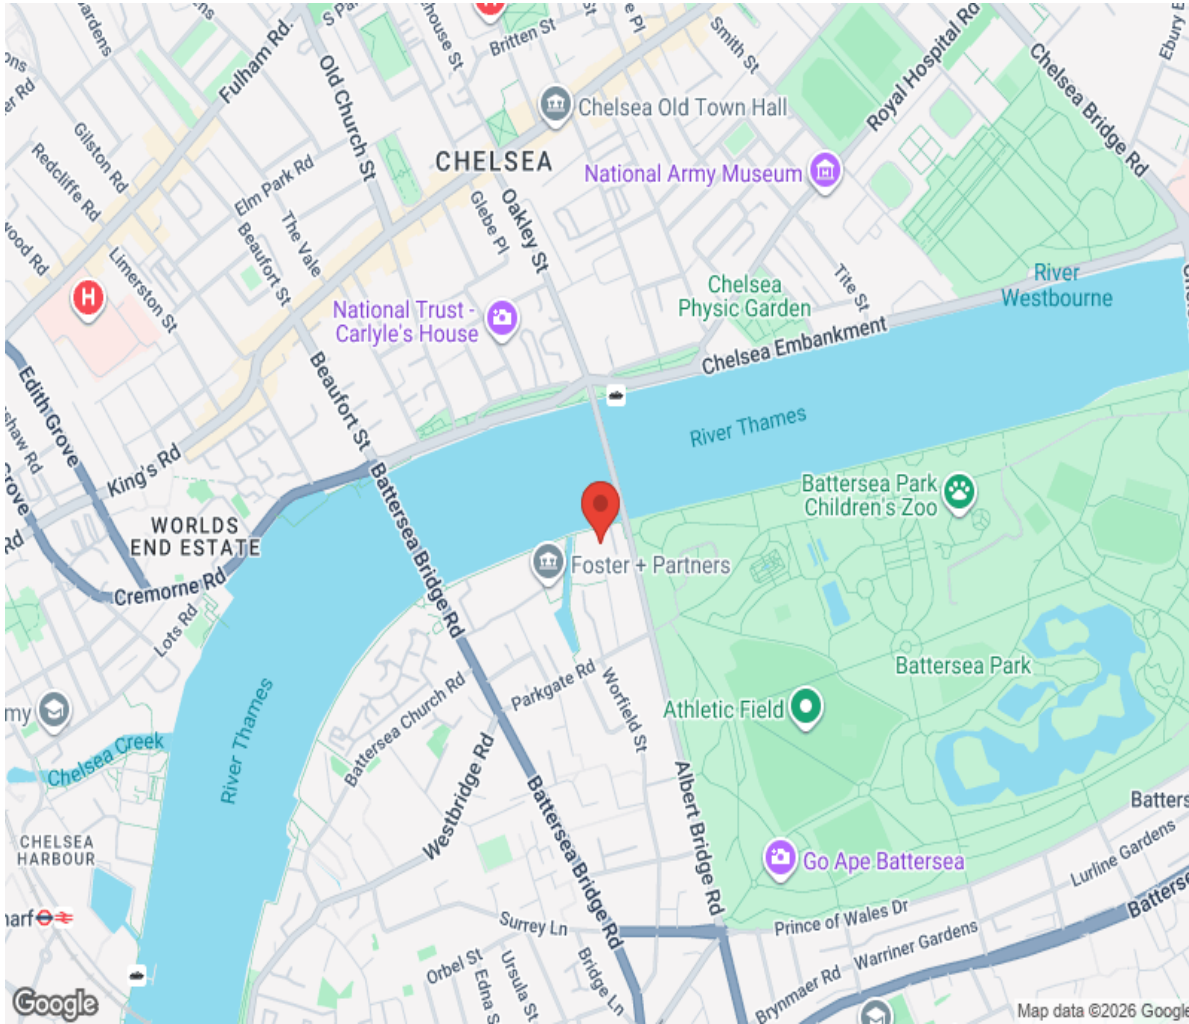 S Pa
Britten St
Smith St
Royal Hospital Rd
Ebury
Fulham Rd.
Old Church St
Chelsea Bridge Rd
Chelsea Old Town Hall
CHELSEA
National Army Museum
Gilston Rd
Redcliffe Rd
Elm Park Rd
Glebe Pl
Oakley St
Beaufort St
The Vale
Limerston St
Tite St
River
Westbourne
Chelsea
Physic Garden
H
National Trust -
Carlyle's House
Chelsea Embankment
Edith Grove
Beaufort St
River Thames
King's Rd
Battersea Park
Children's Zoo
WORLDS
END ESTATE
Battersea Bridge Rd
Foster + Partners
Cremorne Rd
Lots Rd
Battersea Park
Battersea Church Rd
Parkgate Rd
Worfield St
Athletic Field
my
Chelsea Creek
River Thames
Westbridge Rd
Battersea Bridge Rd
Albert Bridge Rd
CHELSEA
HARBOUR
Go Ape Battersea
Lurline Gardens
Prince of Wales Dr
Warriner Gardens
Surrey Ln
Orbel St
Edna S
Ursula St
Bridge Ln
Brynmaer Rd
Google
Map data ©2026 Google